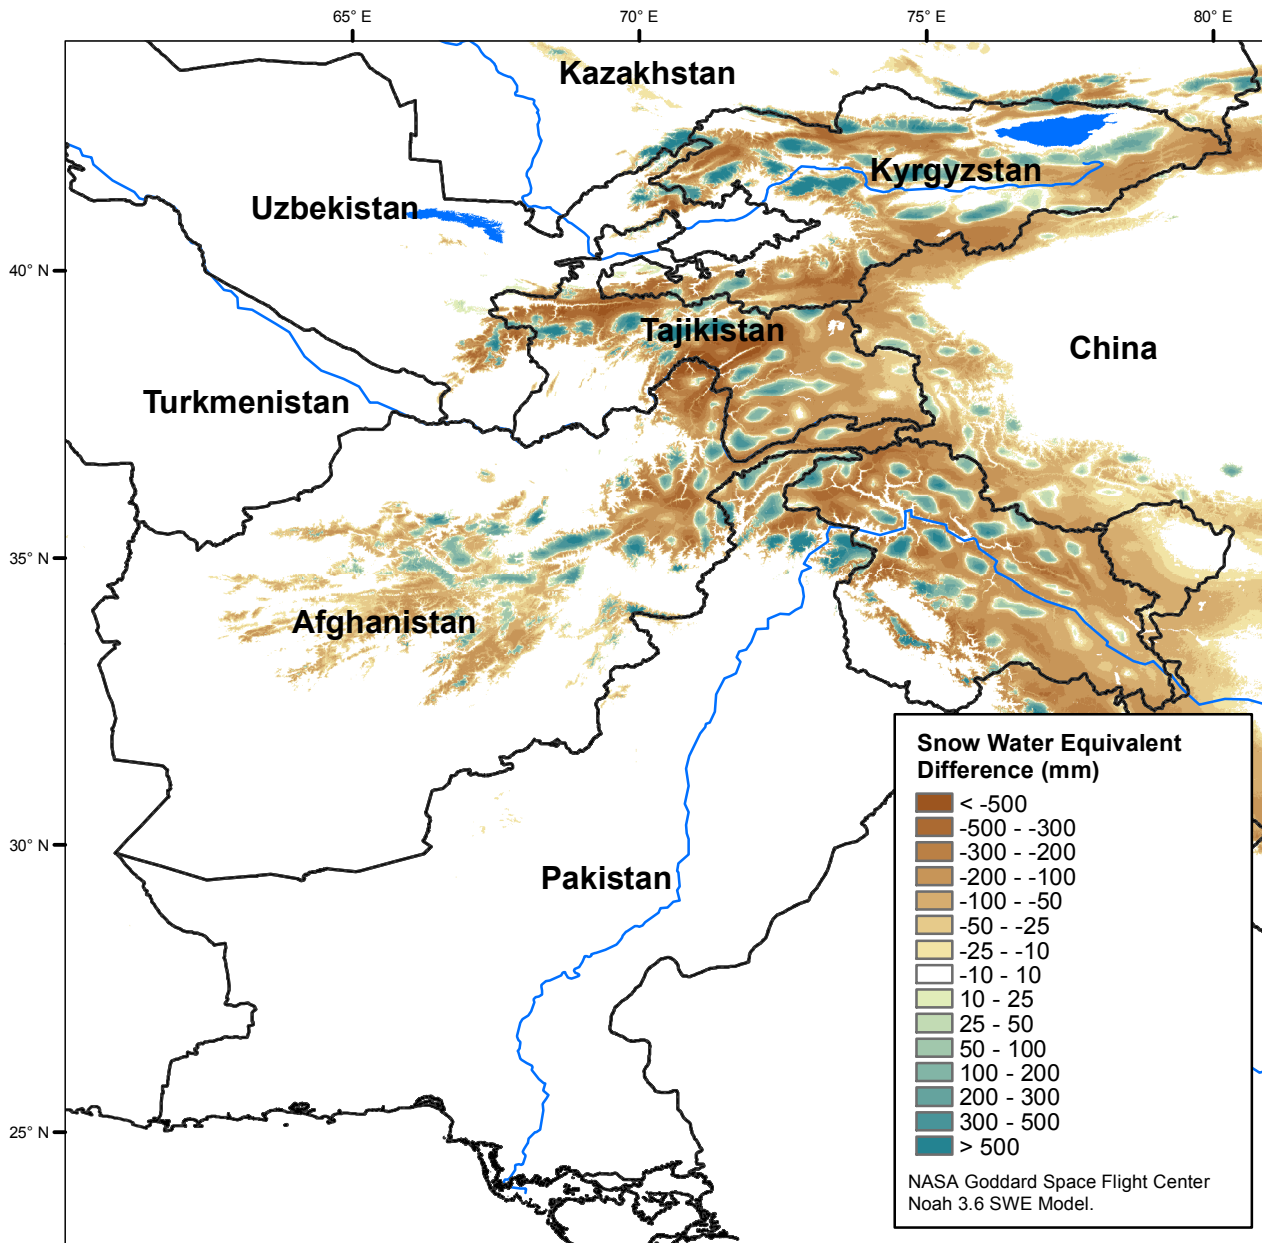 65° E
70° E
75° E
80° E
Kazakhstan
Kyrgyzstan
Uzbekistan
40° N
Tajikistan
China
Turkmenistan
35° N
Afghanistan
30° N
Pakistan
25° N
Snow Water Equivalent
Difference (mm)
< -500
-500 - -300
-300 - -200
-200 - -100
-100 - -50
-50 - -25
-25 - -10
-10 - 10
10 - 25
25 - 50
50 - 100
100 - 200
200 - 300
300 - 500
> 500
NASA Goddard Space Flight Center
Noah 3.6 SWE Model.